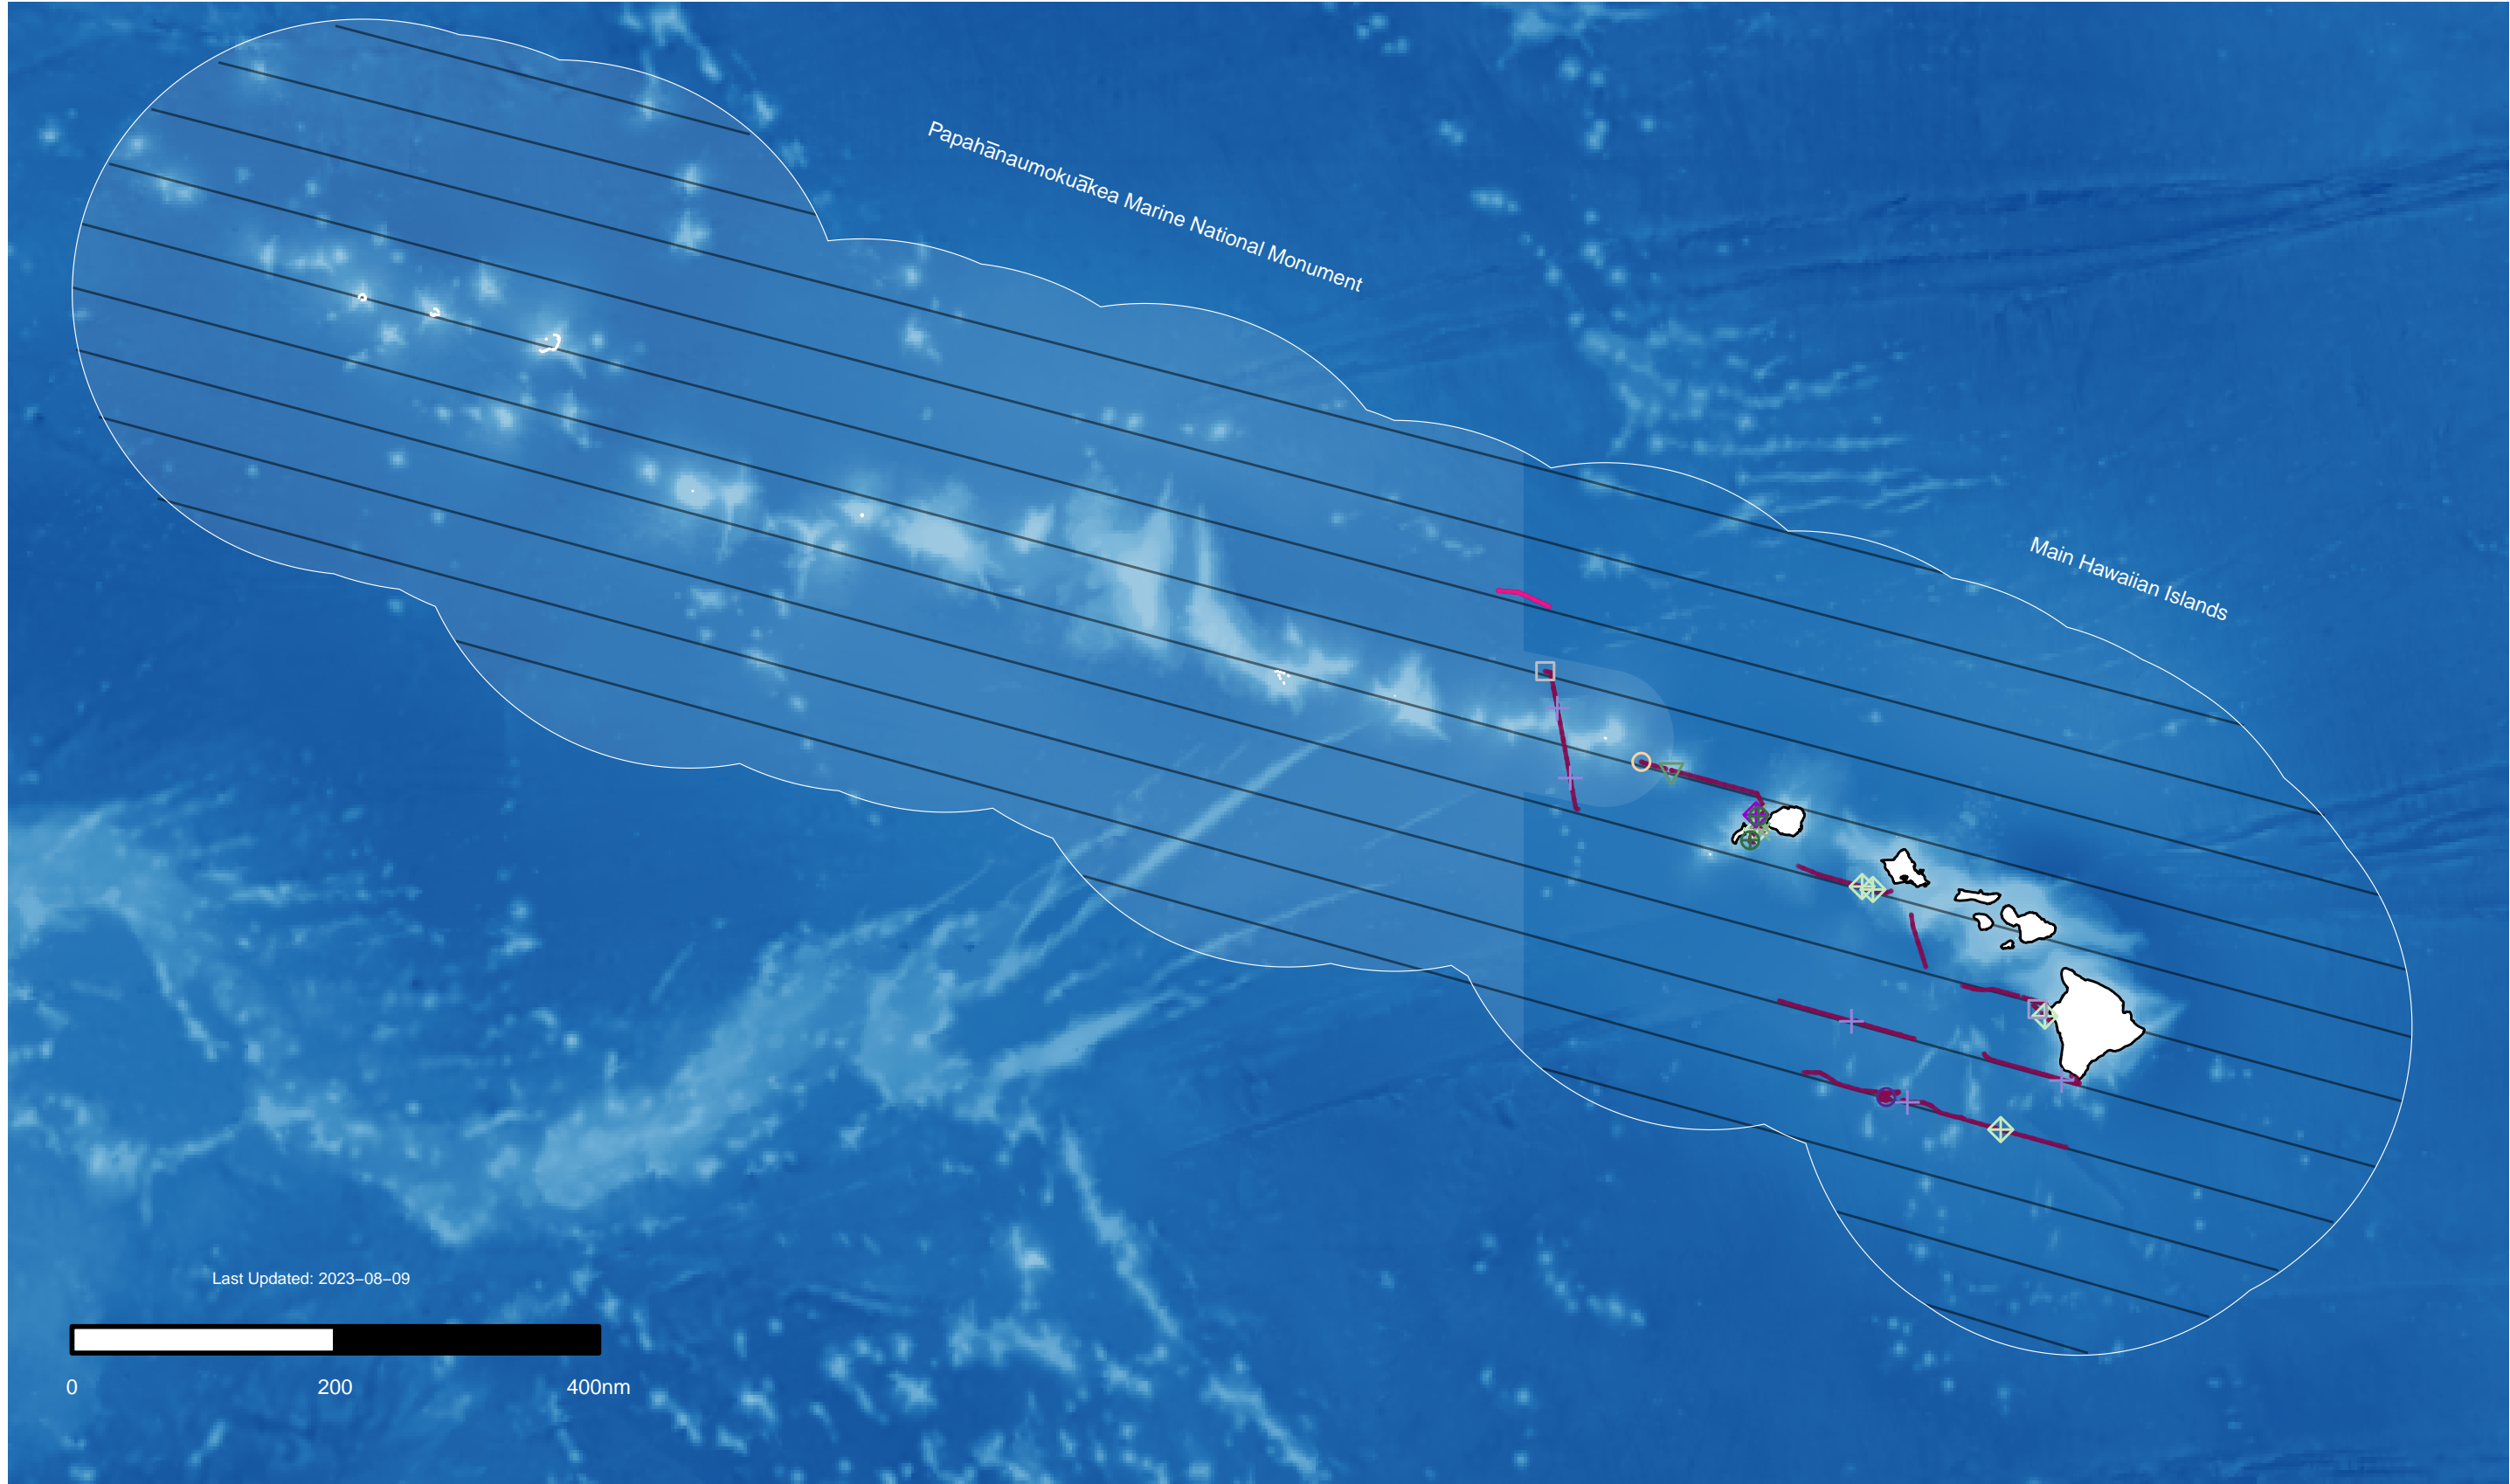 Papahānaumokuākea Marine National Monument
Main Hawaiian Islands
Last Updated: 2023−08−09
0 200 400nm